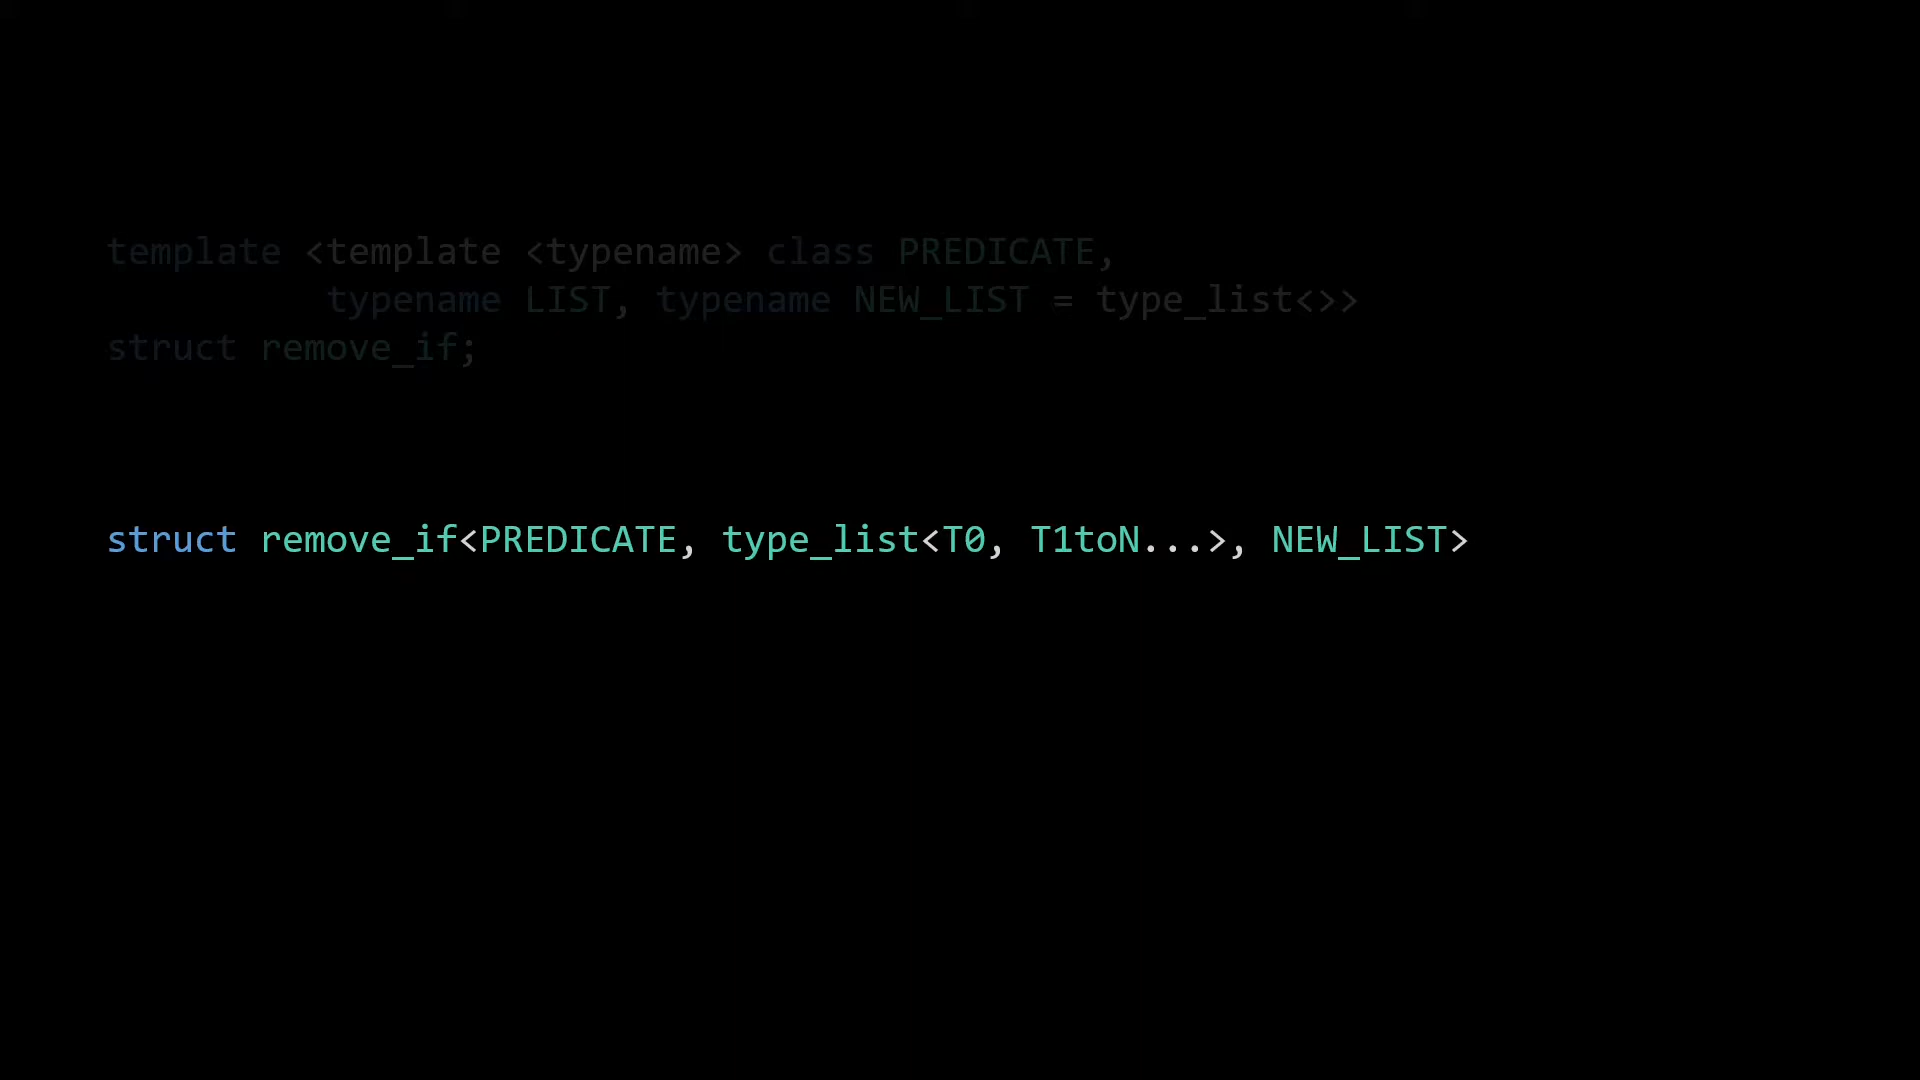 template <template <typename> class PREDICATE,
typename LIST, typename NEW_LIST = type_list<>>
struct remove_if;
struct remove_if<PREDICATE, type_list<T0, T1toN...>, NEW_LIST>